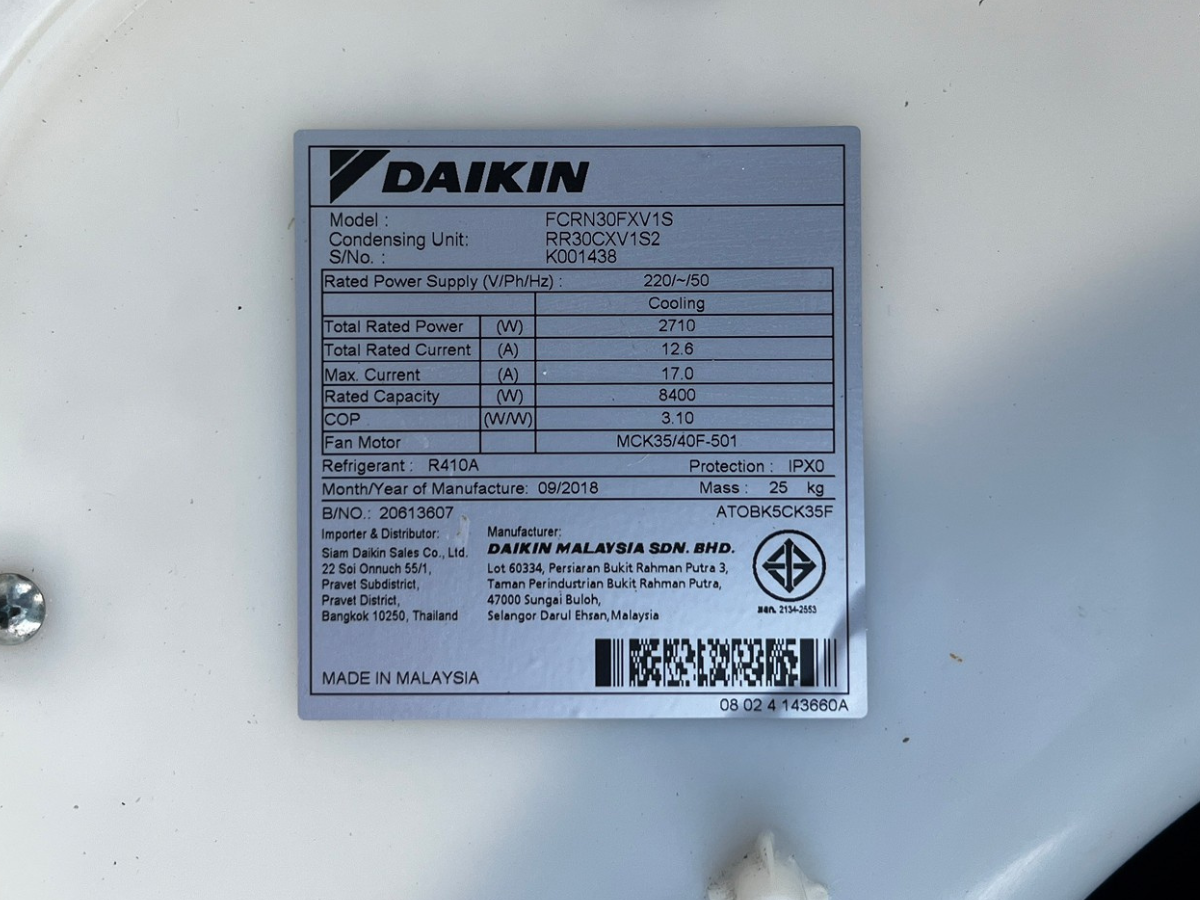 DAIKIN
Model : FCRN30FXV1S
Condensing Unit: RR30CXV1S2
S/No. : K001438
Rated Power Supply (V/Ph/Hz) : 220/~/50
Cooling
Total Rated Power (W) 2710
Total Rated Current (A) 12.6
Max. Current (A) 17.0
Rated Capacity (W) 8400
COP (W/W) 3.10
Fan Motor MCK35/40F-501
Refrigerant : R410A Protection : IPX0
Month/Year of Manufacture: 09/2018 Mass : 25 kg
B/NO.: 20613607 ATOBK5CK35F
Importer & Distributor:
Siam Daikin Sales Co., Ltd.
22 Soi Onnuch 55/1,
Pravet Subdistrict,
Pravet District,
Bangkok 10250, Thailand
Manufacturer:
DAIKIN MALAYSIA SDN. BHD.
Lot 60334, Persiaran Bukit Rahman Putra 3,
Taman Perindustrian Bukit Rahman Putra,
47000 Sungai Buloh,
Selangor Darul Ehsan,Malaysia
มอก. 2134-2553
MADE IN MALAYSIA
08 02 4 143660A